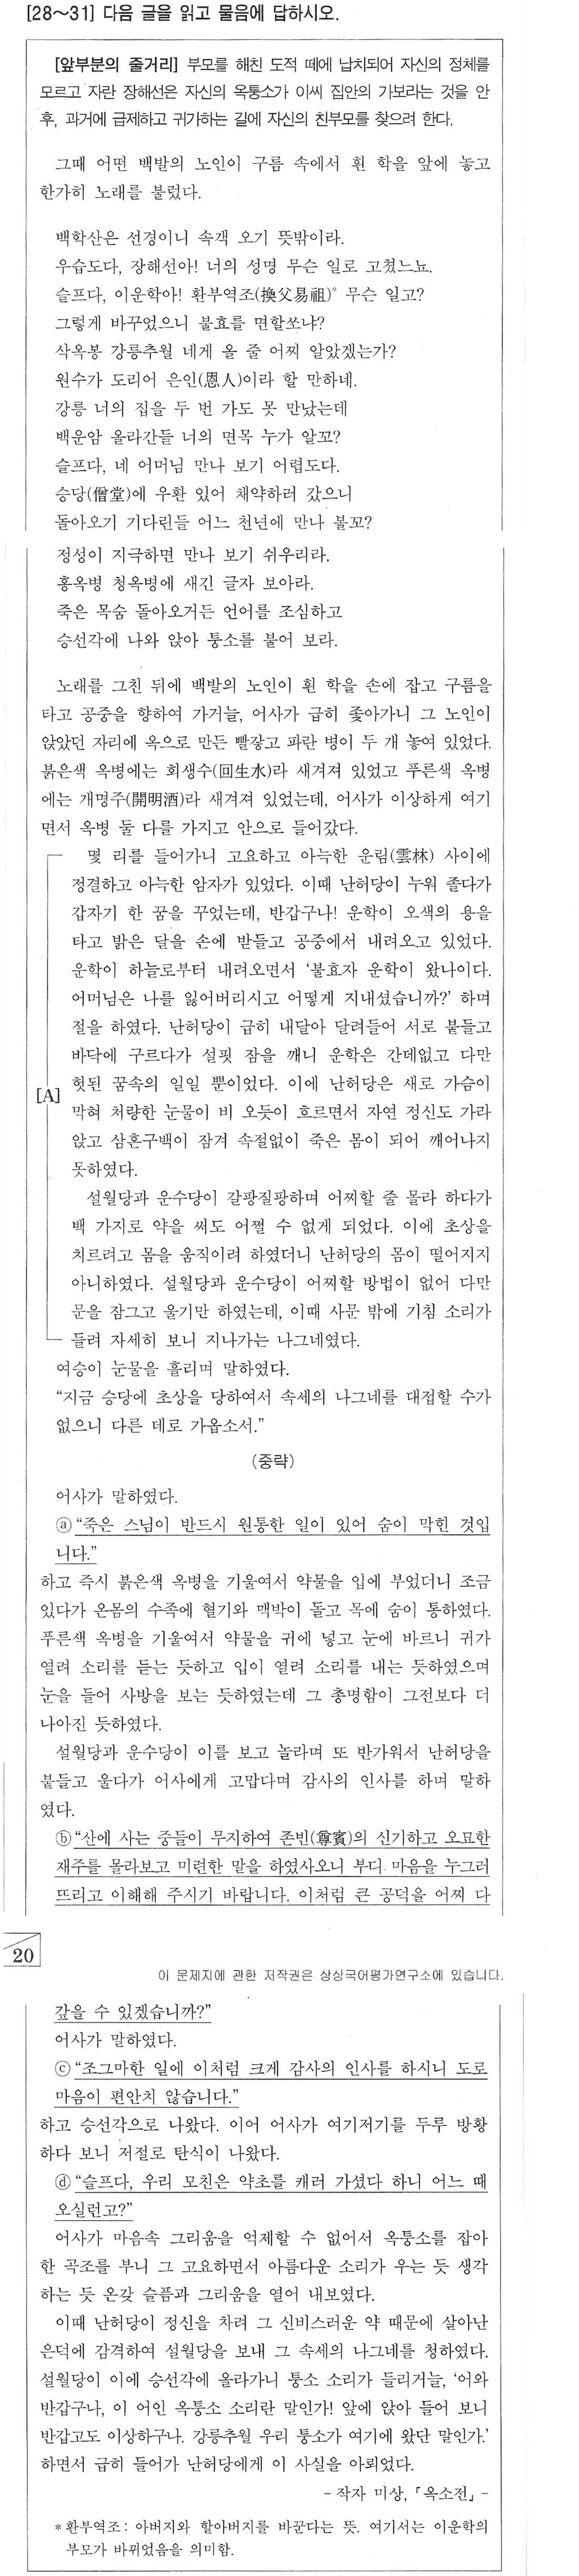 [28～31] 다음 글을 읽고 물음에 답하시오.
[앞부분의 줄거리] 부모를 해친 도적 떼에 납치되어 자신의 정체를
모르고 자란 장해선은 자신의 옥퉁소가 이씨 집안의 가보라는 것을 안
후, 과거에 급제하고 귀가하는 길에 자신의 친부모를 찾으려 한다.
그때 어떤 백발의 노인이 구름 속에서 흰 학을 앞에 놓고
한가히 노래를 불렀다.
백학산은 선경이니 속객 오기 뜻밖이라.
우습도다, 장해선아! 너의 성명 무슨 일로 고쳤느뇨.
슬프다, 이운학아! 환부역조(換父易祖)* 무슨 일고?
그렇게 바꾸었으니 불효를 면할쏘냐?
삭옥봉 강릉추월 네게 올 줄 어찌 알았겠는가?
원수가 도리어 은인(恩人)이라 할 만하네.
강릉 너의 집을 두 번 가도 못 만났는데
백운암 올라간들 너의 면목 누가 알꼬?
슬프다, 네 어머님 만나 보기 어렵도다.
승당(僧堂)에 우환 있어 채약하러 갔으니
돌아오기 기다린들 어느 천년에 만나 볼꼬?
정성이 지극하면 만나 보기 쉬우리라.
홍옥병 청옥병에 새긴 글자 보아라.
죽은 목숨 돌아오거든 언어를 조심하고
승선각에 나와 앉아 퉁소를 불어 보라.
노래를 그친 뒤에 백발의 노인이 흰 학을 손에 잡고 구름을
타고 공중을 향하여 가거늘, 어사가 급히 좇아가니 그 노인이
앉았던 자리에 옥으로 만든 빨갛고 파란 병이 두 개 놓여 있었다.
붉은색 옥병에는 회생수(回生水)라 새겨져 있었고 푸른색 옥병
에는 개명주(開明酒)라 새겨져 있었는데, 어사가 이상하게 여기
면서 옥병 둘 다를 가지고 안으로 들어갔다.
몇 리를 들어가니 고요하고 아늑한 운림(雲林) 사이에
정결하고 아늑한 암자가 있었다. 이때 난허당이 누워 졸다가
갑자기 한 꿈을 꾸었는데, 반갑구나! 운학이 오색의 용을
타고 밝은 달을 손에 받들고 공중에서 내려오고 있었다.
운학이 하늘로부터 내려오면서 ‘불효자 운학이 왔나이다.
어머님은 나를 잃어버리시고 어떻게 지내셨습니까?’ 하며
절을 하였다. 난허당이 급히 내달아 달려들어 서로 붙들고
바닥에 구르다가 설핏 잠을 깨니 운학은 간데없고 다만
[A] 헛된 꿈속의 일일 뿐이었다. 이에 난허당은 새로 가슴이
막혀 처량한 눈물이 비 오듯이 흐르면서 자연 정신도 가라
앉고 삼혼구백이 잠겨 속절없이 죽은 몸이 되어 깨어나지
못하였다.
설월당과 운수당이 갈팡질팡하며 어찌할 줄 몰라 하다가
백 가지로 약을 써도 어쩔 수 없게 되었다. 이에 초상을
치르려고 몸을 움직이려 하였더니 난허당의 몸이 떨어지지
아니하였다. 설월당과 운수당이 어찌할 방법이 없어 다만
문을 잠그고 울기만 하였는데, 이때 사문 밖에 기침 소리가
들려 자세히 보니 지나가는 나그네였다.
여승이 눈물을 흘리며 말하였다.
“지금 승당에 초상을 당하여서 속세의 나그네를 대접할 수가
없으니 다른 데로 가옵소서.”
(중략)
어사가 말하였다.
ⓐ“죽은 스님이 반드시 원통한 일이 있어 숨이 막힌 것입
니다.”
하고 즉시 붉은색 옥병을 기울여서 약물을 입에 부었더니 조금
있다가 온몸의 수족에 혈기와 맥박이 돌고 목에 숨이 통하였다.
푸른색 옥병을 기울여서 약물을 귀에 넣고 눈에 바르니 귀가
열려 소리를 듣는 듯하고 입이 열려 소리를 내는 듯하였으며
눈을 들어 사방을 보는 듯하였는데 그 총명함이 그전보다 더
나아진 듯하였다.
설월당과 운수당이 이를 보고 놀라며 또 반가워서 난허당을
붙들고 울다가 어사에게 고맙다며 감사의 인사를 하며 말하
였다.
ⓑ“산에 사는 중들이 무지하여 존빈(尊賓)의 신기하고 오묘한
재주를 몰라보고 미련한 말을 하였사오니 부디 마음을 누그러
뜨리고 이해해 주시기 바랍니다. 이처럼 큰 공덕을 어찌 다
20
이 문제지에 관한 저작권은 상상국어평가연구소에 있습니다.
갚을 수 있겠습니까?”
어사가 말하였다.
ⓒ“조그마한 일에 이처럼 크게 감사의 인사를 하시니 도로
마음이 편안치 않습니다.”
하고 승선각으로 나왔다. 이어 어사가 여기저기를 두루 방황
하다 보니 저절로 탄식이 나왔다.
ⓓ“슬프다, 우리 모친은 약초를 캐러 가셨다 하니 어느 때
오실런고?”
어사가 마음속 그리움을 억제할 수 없어서 옥퉁소를 잡아
한 곡조를 부니 그 고요하면서 아름다운 소리가 우는 듯 생각
하는 듯 온갖 슬픔과 그리움을 열어 내보였다.
이때 난허당이 정신을 차려 그 신비스러운 약 때문에 살아난
은덕에 감격하여 설월당을 보내 그 속세의 나그네를 청하였다.
설월당이 이에 승선각에 올라가니 퉁소 소리가 들리거늘, ‘어와
반갑구나, 이 어인 옥퉁소 소리란 말인가! 앞에 앉아 들어 보니
반갑고도 이상하구나. 강릉추월 우리 퉁소가 여기에 왔단 말인가.’
하면서 급히 들어가 난허당에게 이 사실을 아뢰었다.
- 작자 미상, 「옥소전」 -
* 환부역조 : 아버지와 할아버지를 바꾼다는 뜻. 여기서는 이운학의
부모가 바뀌었음을 의미함.